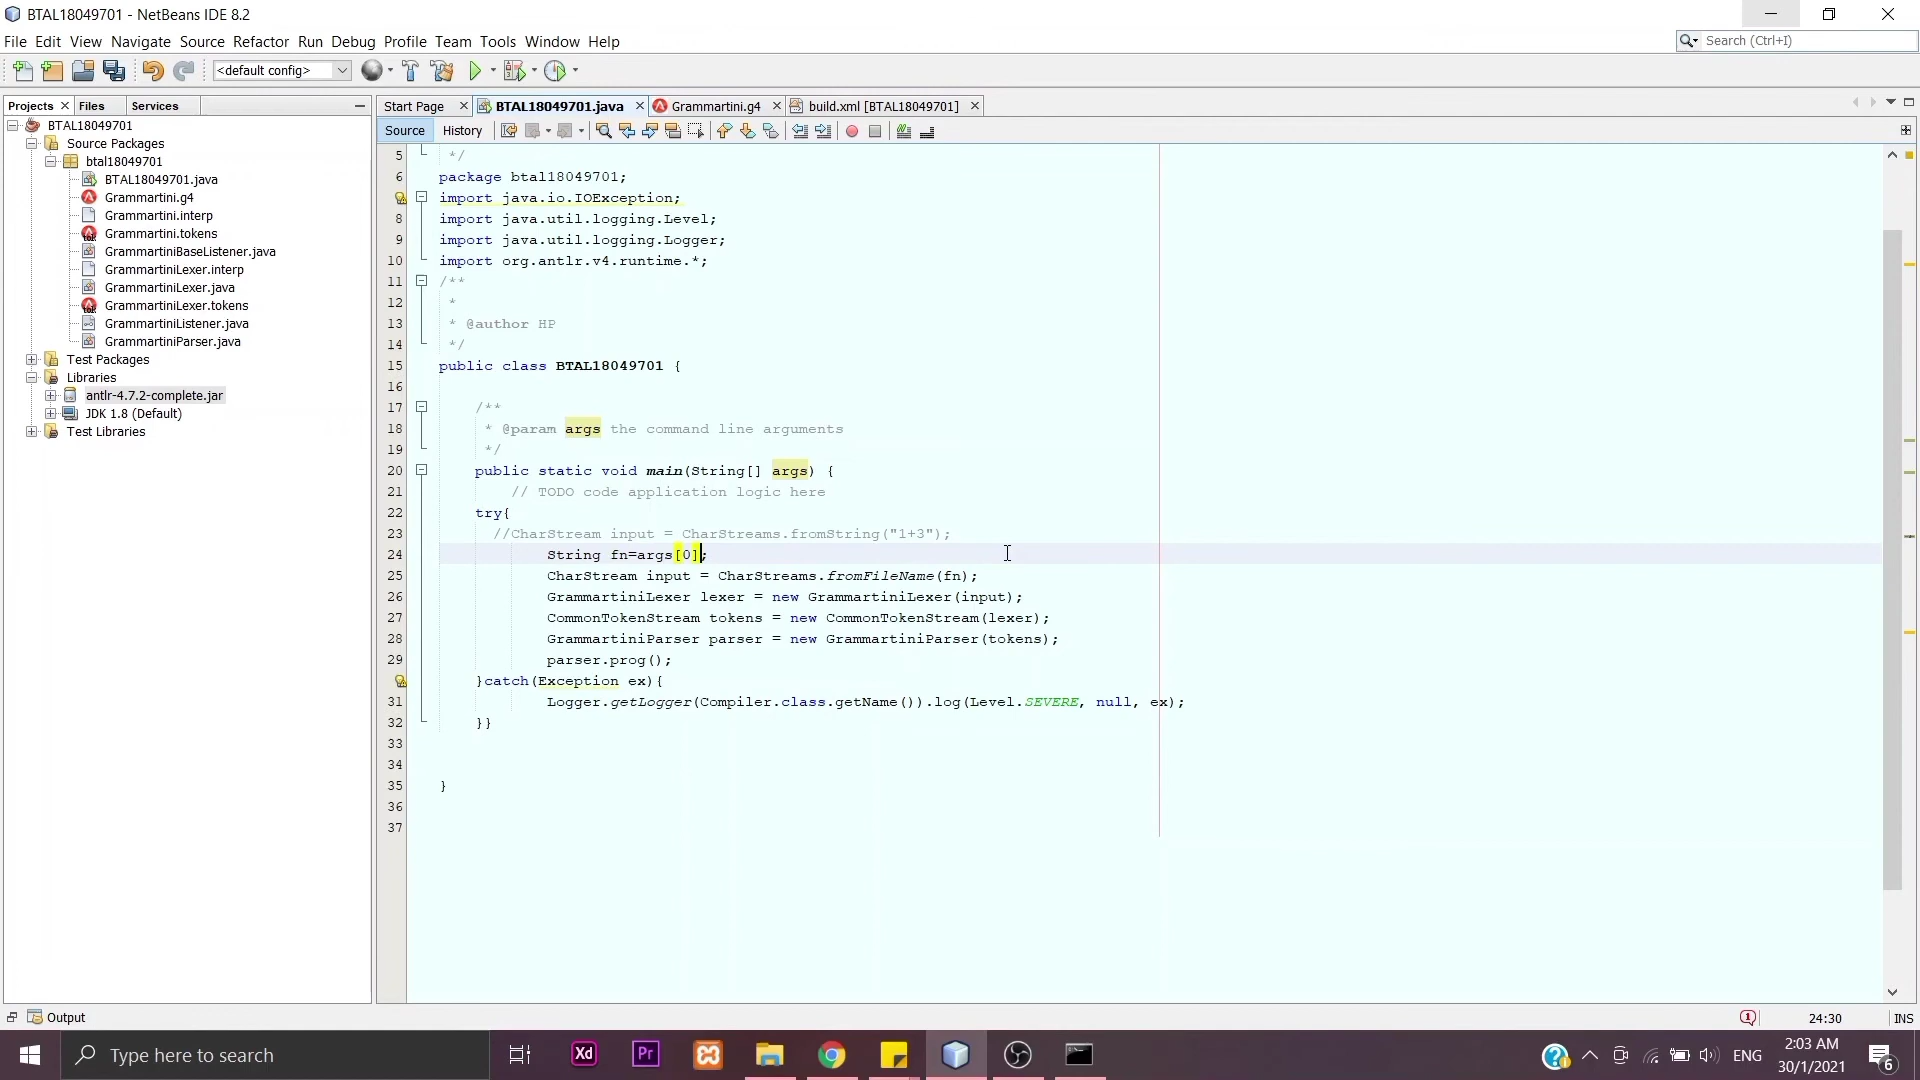 BTAL18049701 - NetBeans IDE 8.2
File Edit View Navigate Source Refactor Run Debug Profile Team Tools Window Help
Search (Ctrl+I)
<default config>
Projects Files Services
Start Page BTAL18049701.java Grammartini.g4 build.xml [BTAL18049701]
Source History
BTAL18049701
Source Packages
btal18049701
BTAL18049701.java
Grammartini.g4
Grammartini.interp
Grammartini.tokens
GrammartiniBaseListener.java
GrammartiniLexer.interp
GrammartiniLexer.java
GrammartiniLexer.tokens
GrammartiniListener.java
GrammartiniParser.java
Test Packages
Libraries
antlr-4.7.2-complete.jar
JDK 1.8 (Default)
Test Libraries
5 */
6 package btal18049701;
import java.io.IOException;
8 import java.util.logging.Level;
9 import java.util.logging.Logger;
10 import org.antlr.v4.runtime.*;
11 /**
12 *
13 * @author HP
14 */
15 public class BTAL18049701 {
16
17 /**
18 * @param args the command line arguments
19 */
20 public static void main(String[] args) {
21 // TODO code application logic here
22 try{
23 //CharStream input = CharStreams.fromString("1+3");
24 String fn=args[0];
25 CharStream input = CharStreams.fromFileName(fn);
26 GrammartiniLexer lexer = new GrammartiniLexer(input);
27 CommonTokenStream tokens = new CommonTokenStream(lexer);
28 GrammartiniParser parser = new GrammartiniParser(tokens);
29 parser.prog();
}catch(Exception ex){
31 Logger.getLogger(Compiler.class.getName()).log(Level.SEVERE, null, ex);
32 }}
33
34
35 }
36
37
Output
24:30 INS
Type here to search
Xd Pr
ENG
2:03 AM
30/1/2021
6